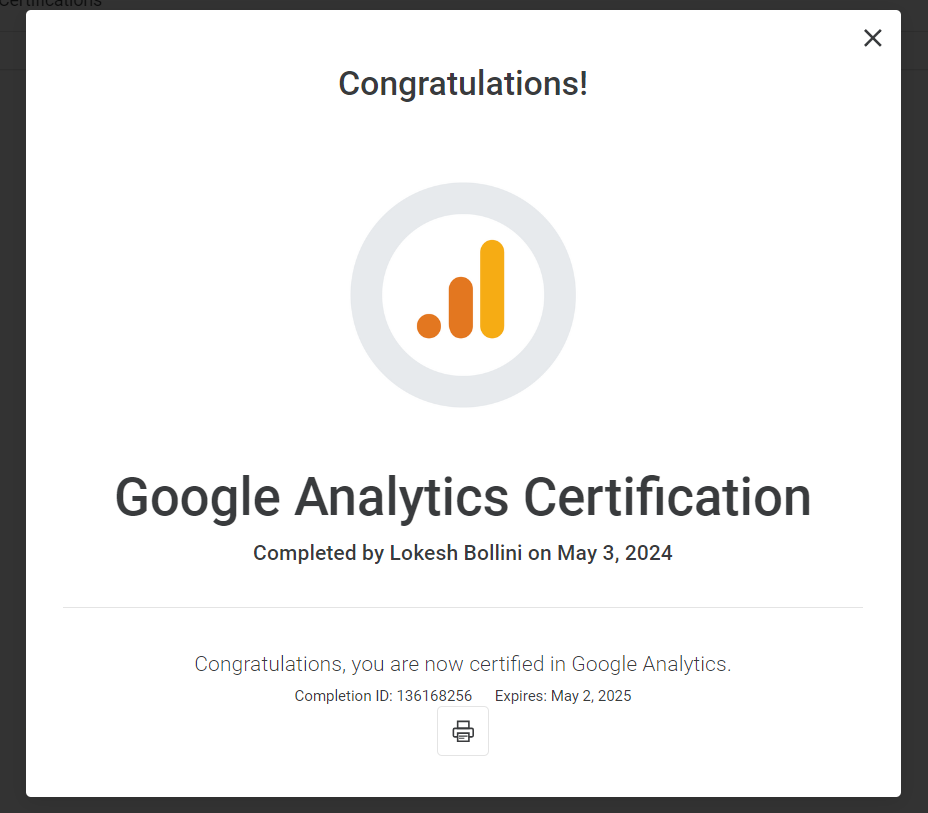 Certifications
Congratulations!
Google Analytics Certification
Completed by Lokesh Bollini on May 3, 2024
Congratulations, you are now certified in Google Analytics.
Completion ID: 136168256 Expires: May 2, 2025